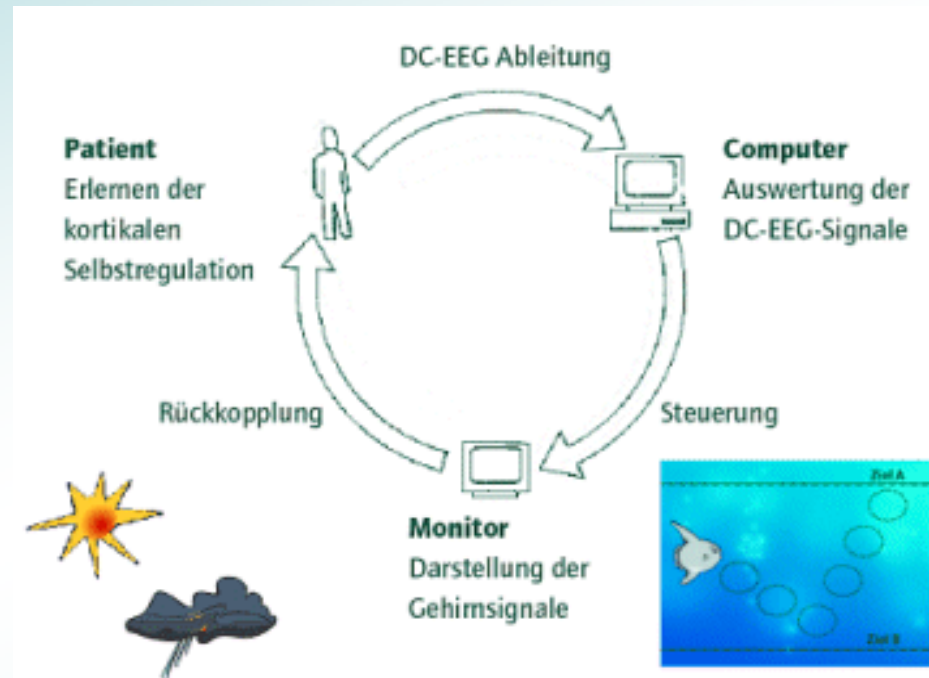 DC-EEG Ableitung
Patient
Erlernen der
kortikalen
Selbstregulation
Computer
Auswertung der
DC-EEG-Signale
Rückkopplung
Steuerung
Monitor
Darstellung der
Gehirnsignale
Ziel A
Ziel B